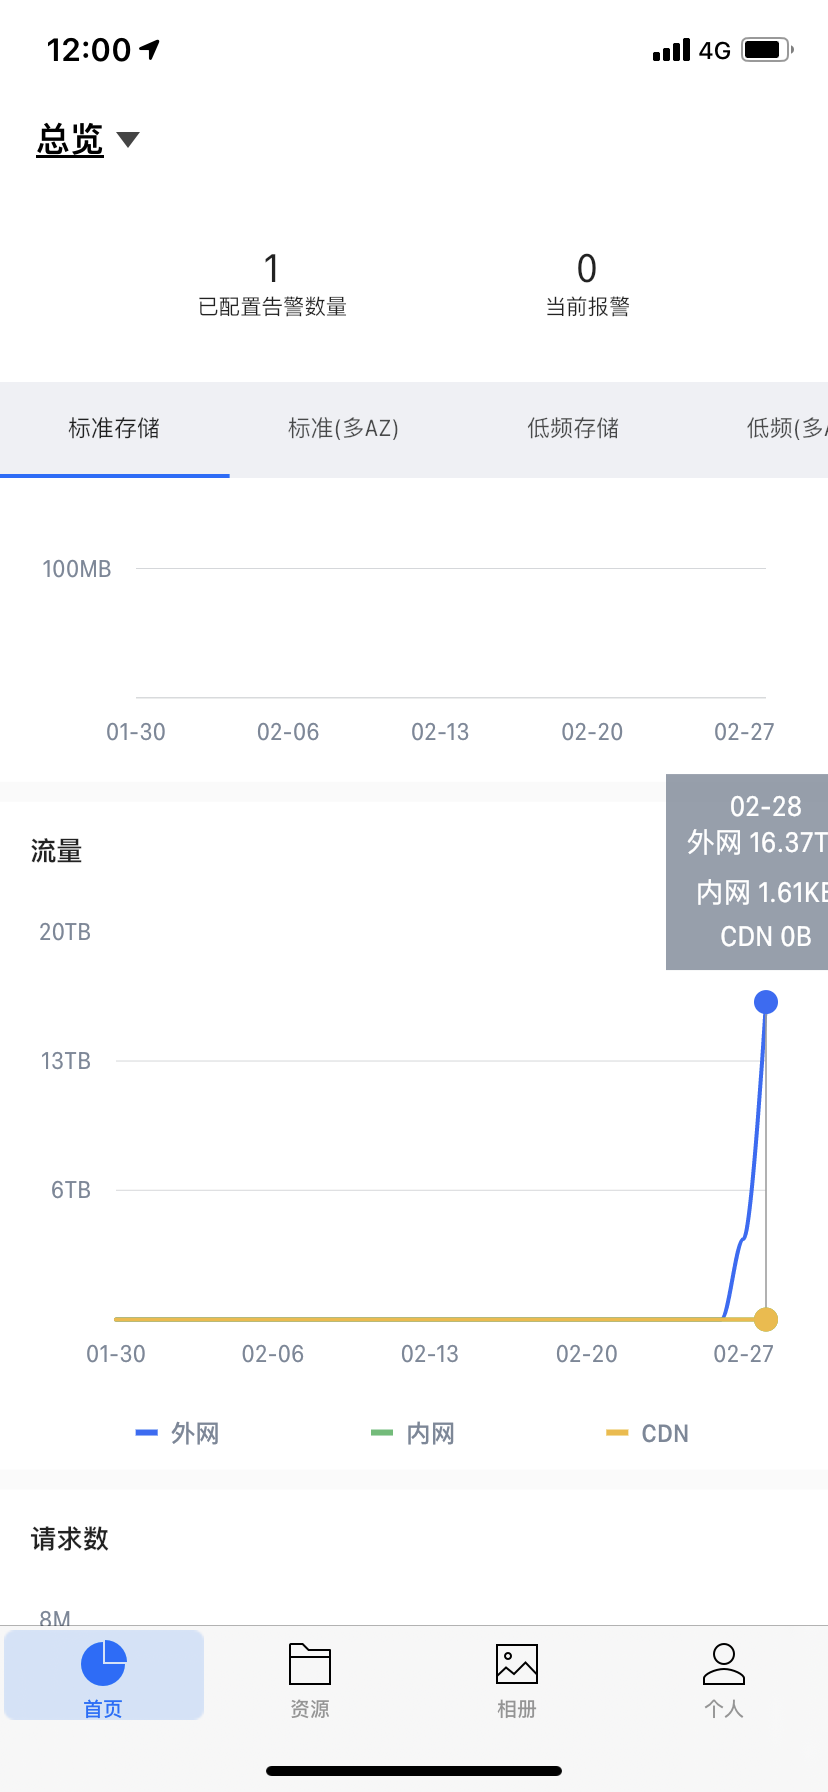 12:00 4G
总览
1 0
已配置告警数量 当前报警
标准存储 标准(多AZ) 低频存储 低频(多A
100MB
01-30 02-06 02-13 02-20 02-27
流量
02-28
外网 16.37T
内网 1.61KB
CDN 0B
20TB
13TB
6TB
01-30 02-06 02-13 02-20 02-27
外网 内网 CDN
请求数
8M
首页 资源 相册 个人